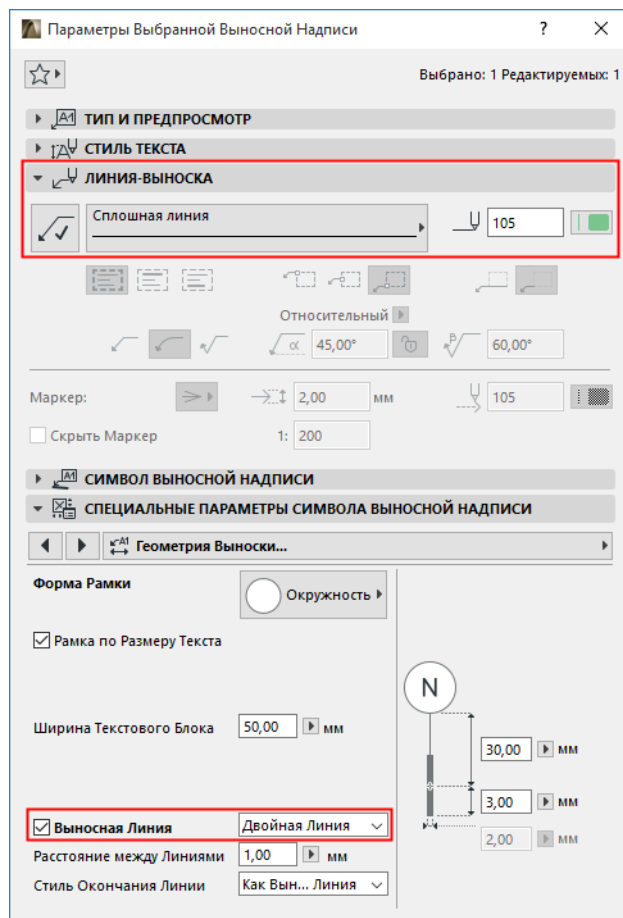 Параметры Выбранной Выносной Надписи ?
Выбрано: 1 Редактируемых: 1
A1 ТИП И ПРЕДПРОСМОТР
СТИЛЬ ТЕКСТА
ЛИНИЯ-ВЫНОСКА
Сплошная линия 105
Относительный
α 45,00° β 60,00°
Маркер: 2,00 мм 105
Скрыть Маркер 1: 200
A1 СИМВОЛ ВЫНОСНОЙ НАДПИСИ
СПЕЦИАЛЬНЫЕ ПАРАМЕТРЫ СИМВОЛА ВЫНОСНОЙ НАДПИСИ
A1 Геометрия Выноски...
Форма Рамки Окружность
Рамка по Размеру Текста
N
Ширина Текстового Блока 50,00 мм
30,00 мм
3,00 мм
Выносная Линия Двойная Линия
2,00 мм
Расстояние между Линиями 1,00 мм
Стиль Окончания Линии Как Вын... Линия